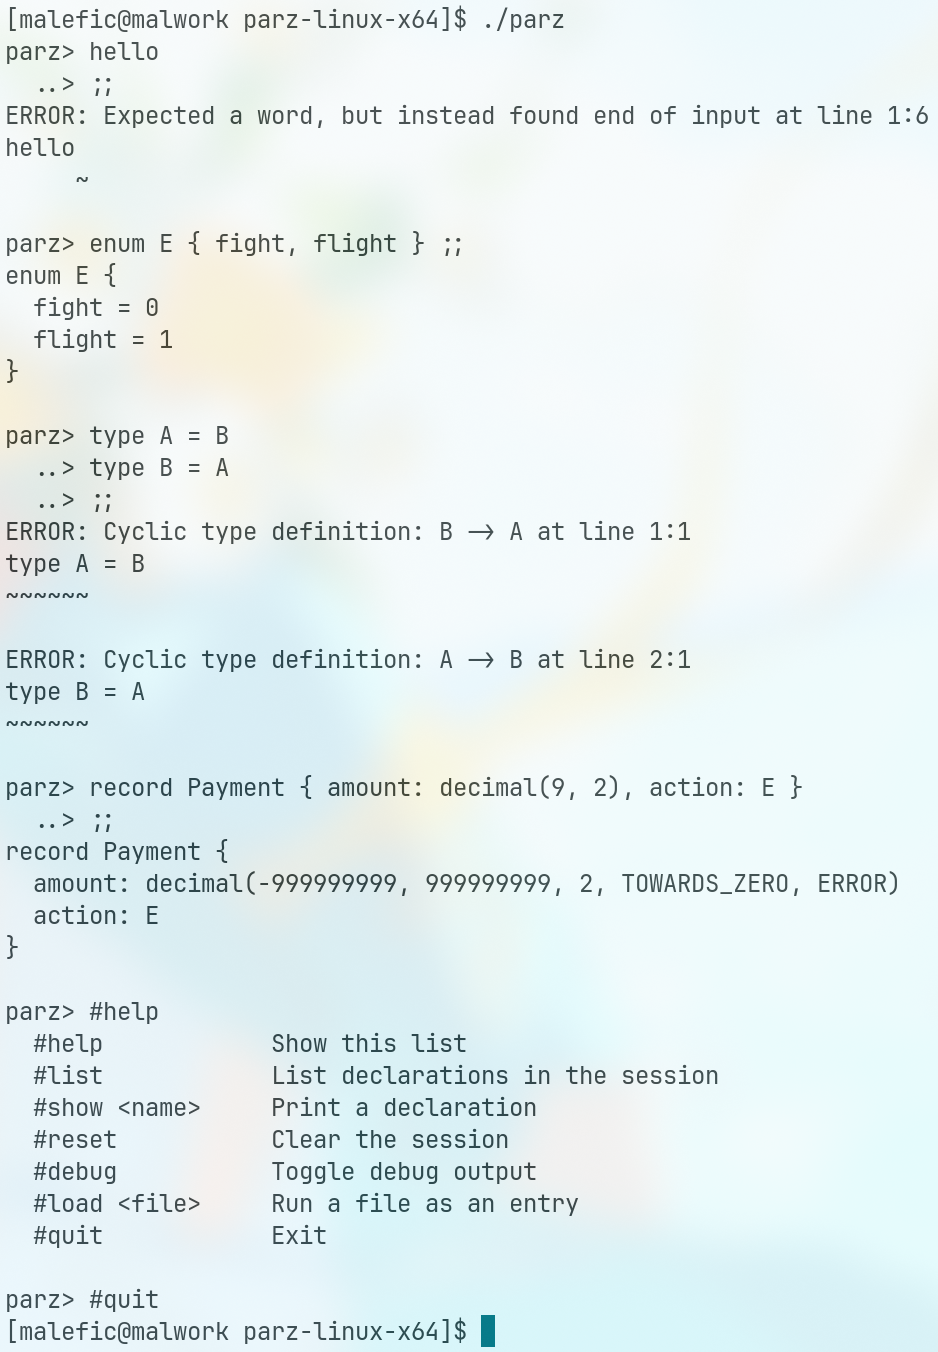 [malefic@malwork parz-linux-x64]$ ./parz
parz> hello
  ..> ;;
ERROR: Expected a word, but instead found end of input at line 1:6
hello
     ~

parz> enum E { fight, flight } ;;
enum E {
  fight = 0
  flight = 1
}

parz> type A = B
  ..> type B = A
  ..> ;;
ERROR: Cyclic type definition: B -> A at line 1:1
type A = B
~~~~~~

ERROR: Cyclic type definition: A -> B at line 2:1
type B = A
~~~~~~

parz> record Payment { amount: decimal(9, 2), action: E }
  ..> ;;
record Payment {
  amount: decimal(-999999999, 999999999, 2, TOWARDS_ZERO, ERROR)
  action: E
}

parz> #help
  #help            Show this list
  #list            List declarations in the session
  #show <name>     Print a declaration
  #reset           Clear the session
  #debug           Toggle debug output
  #load <file>     Run a file as an entry
  #quit            Exit

parz> #quit
[malefic@malwork parz-linux-x64]$